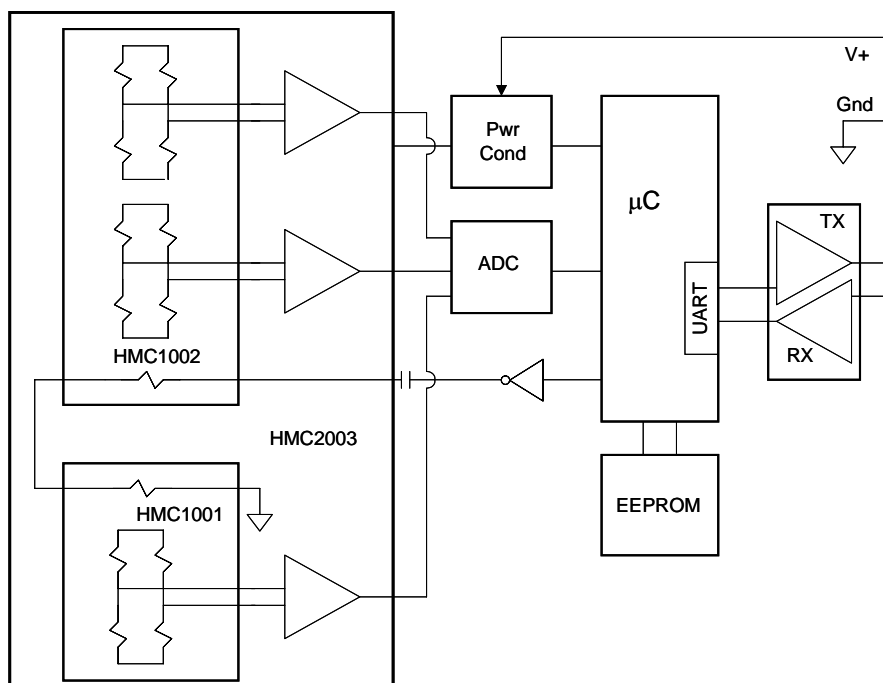 V+
Gnd
Pwr
Cond
μC
TX
ADC
UART
RX
HMC1002
HMC2003
HMC1001
EEPROM